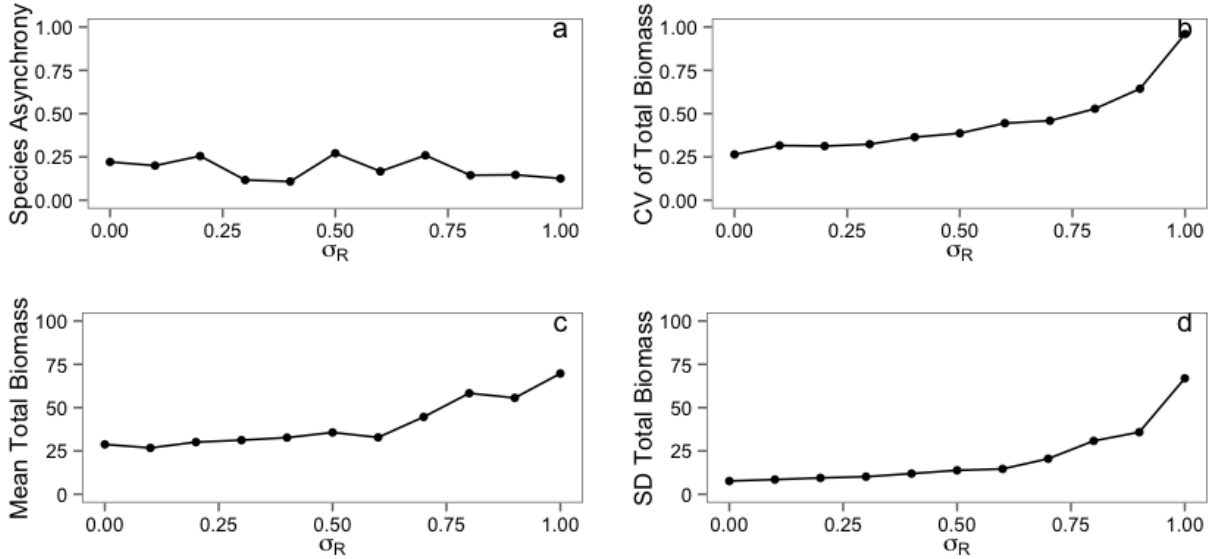 Species Asynchrony
1.00
0.75
0.50
0.25
0.00
a
0.00 0.25 0.50 0.75 1.00
σR
CV of Total Biomass
1.00
0.75
0.50
0.25
0.00
b
0.00 0.25 0.50 0.75 1.00
σR
Mean Total Biomass
100
75
50
25
0
c
0.00 0.25 0.50 0.75 1.00
σR
SD Total Biomass
100
75
50
25
0
d
0.00 0.25 0.50 0.75 1.00
σR